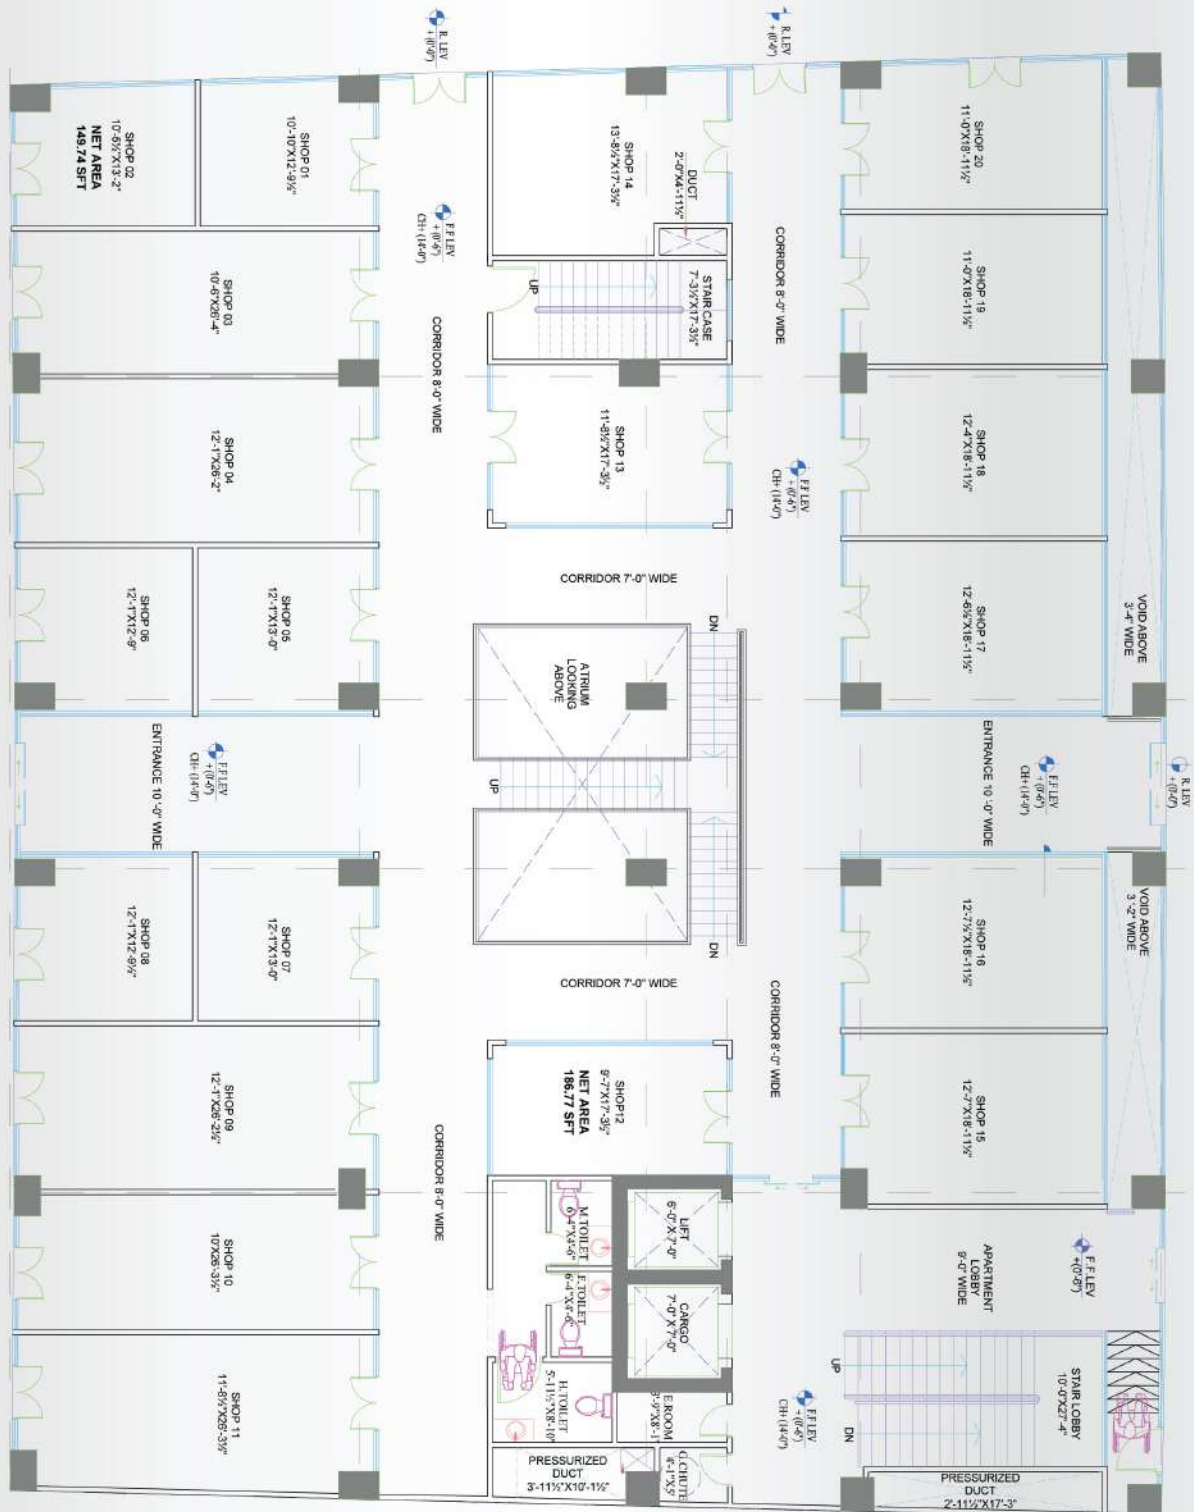 R. LEV
+ (0'-0")
R. LEV
+ (0'-0")
SHOP 02
10'-5½"X13'-2"
NET AREA
149.74 SFT
SHOP 01
10'-10"X12'-9½"
SHOP 14
13'-8½"X17'-3½"
DUCT
2'-0"X4'-11½"
SHOP 20
11'-0"X18'-11½"
F.F LEV
+ (0'-6")
CH+ (14'-0")
CORRIDOR 8'-0" WIDE
SHOP 03
10'-6"X26'-4"
UP
STAIR CASE
7'-3½"X17'-3½"
SHOP 19
11'-0"X18'-11½"
CORRIDOR 8'-0" WIDE
SHOP 04
12'-1"X26'-2"
SHOP 13
11'-8½"X17'-3½"
F.F LEV
+ (0'-6")
CH+ (14'-0")
SHOP 18
12'-4"X18'-11½"
CORRIDOR 7'-0" WIDE
SHOP 06
12'-1"X12'-9"
SHOP 05
12'-1"X13'-0"
DN
SHOP 17
12'-6½"X18'-11½"
VOID ABOVE
3'-4" WIDE
ATRIUM
LOOKING
ABOVE
ENTRANCE 10 '-0" WIDE
F.F LEV
+ (0'-6")
CH+ (14'-0")
UP
ENTRANCE 10 '-0" WIDE
F.F LEV
+ (0'-6")
CH+ (14'-0")
R. LEV
+ (0'-0")
SHOP 08
12'-1"X12'-9½"
SHOP 07
12'-1"X13'-0"
DN
SHOP 16
12'-7½"X18'-11½"
VOID ABOVE
3 '-2" WIDE
CORRIDOR 7'-0" WIDE
CORRIDOR 8'-0" WIDE
SHOP 09
12'-1"X26'-2½"
SHOP12
9'-7"X17'-3½"
NET AREA
186.77 SFT
SHOP 15
12'-7"X18'-11½"
CORRIDOR 8'-0" WIDE
SHOP 10
10'X26'-3½"
M.TOILET
6'-4"X4'-6"
LIFT
6'-0" X 7'-0"
APARTMENT
LOBBY
9'-0" WIDE
F.F.LEV
+(0'-6")
F.TOILET
6'-4"X4'-6"
CARGO
7'-0" X 7'-0"
UP
SHOP 11
11'-8½"X26'-3½"
H.TOILET
5'-11½"X8'-10"
E.ROOM
3'-9"X8'-1"
F.F LEV
+ (0'-6")
CH+ (14'-0")
DN
STAIR LOBBY
10'-0"X27'-4"
PRESSURIZED
DUCT
3'-11½"X10'-1½"
G.CHUTE
4'-1"X5'
PRESSURIZED
DUCT
2'-11½"X17'-3"